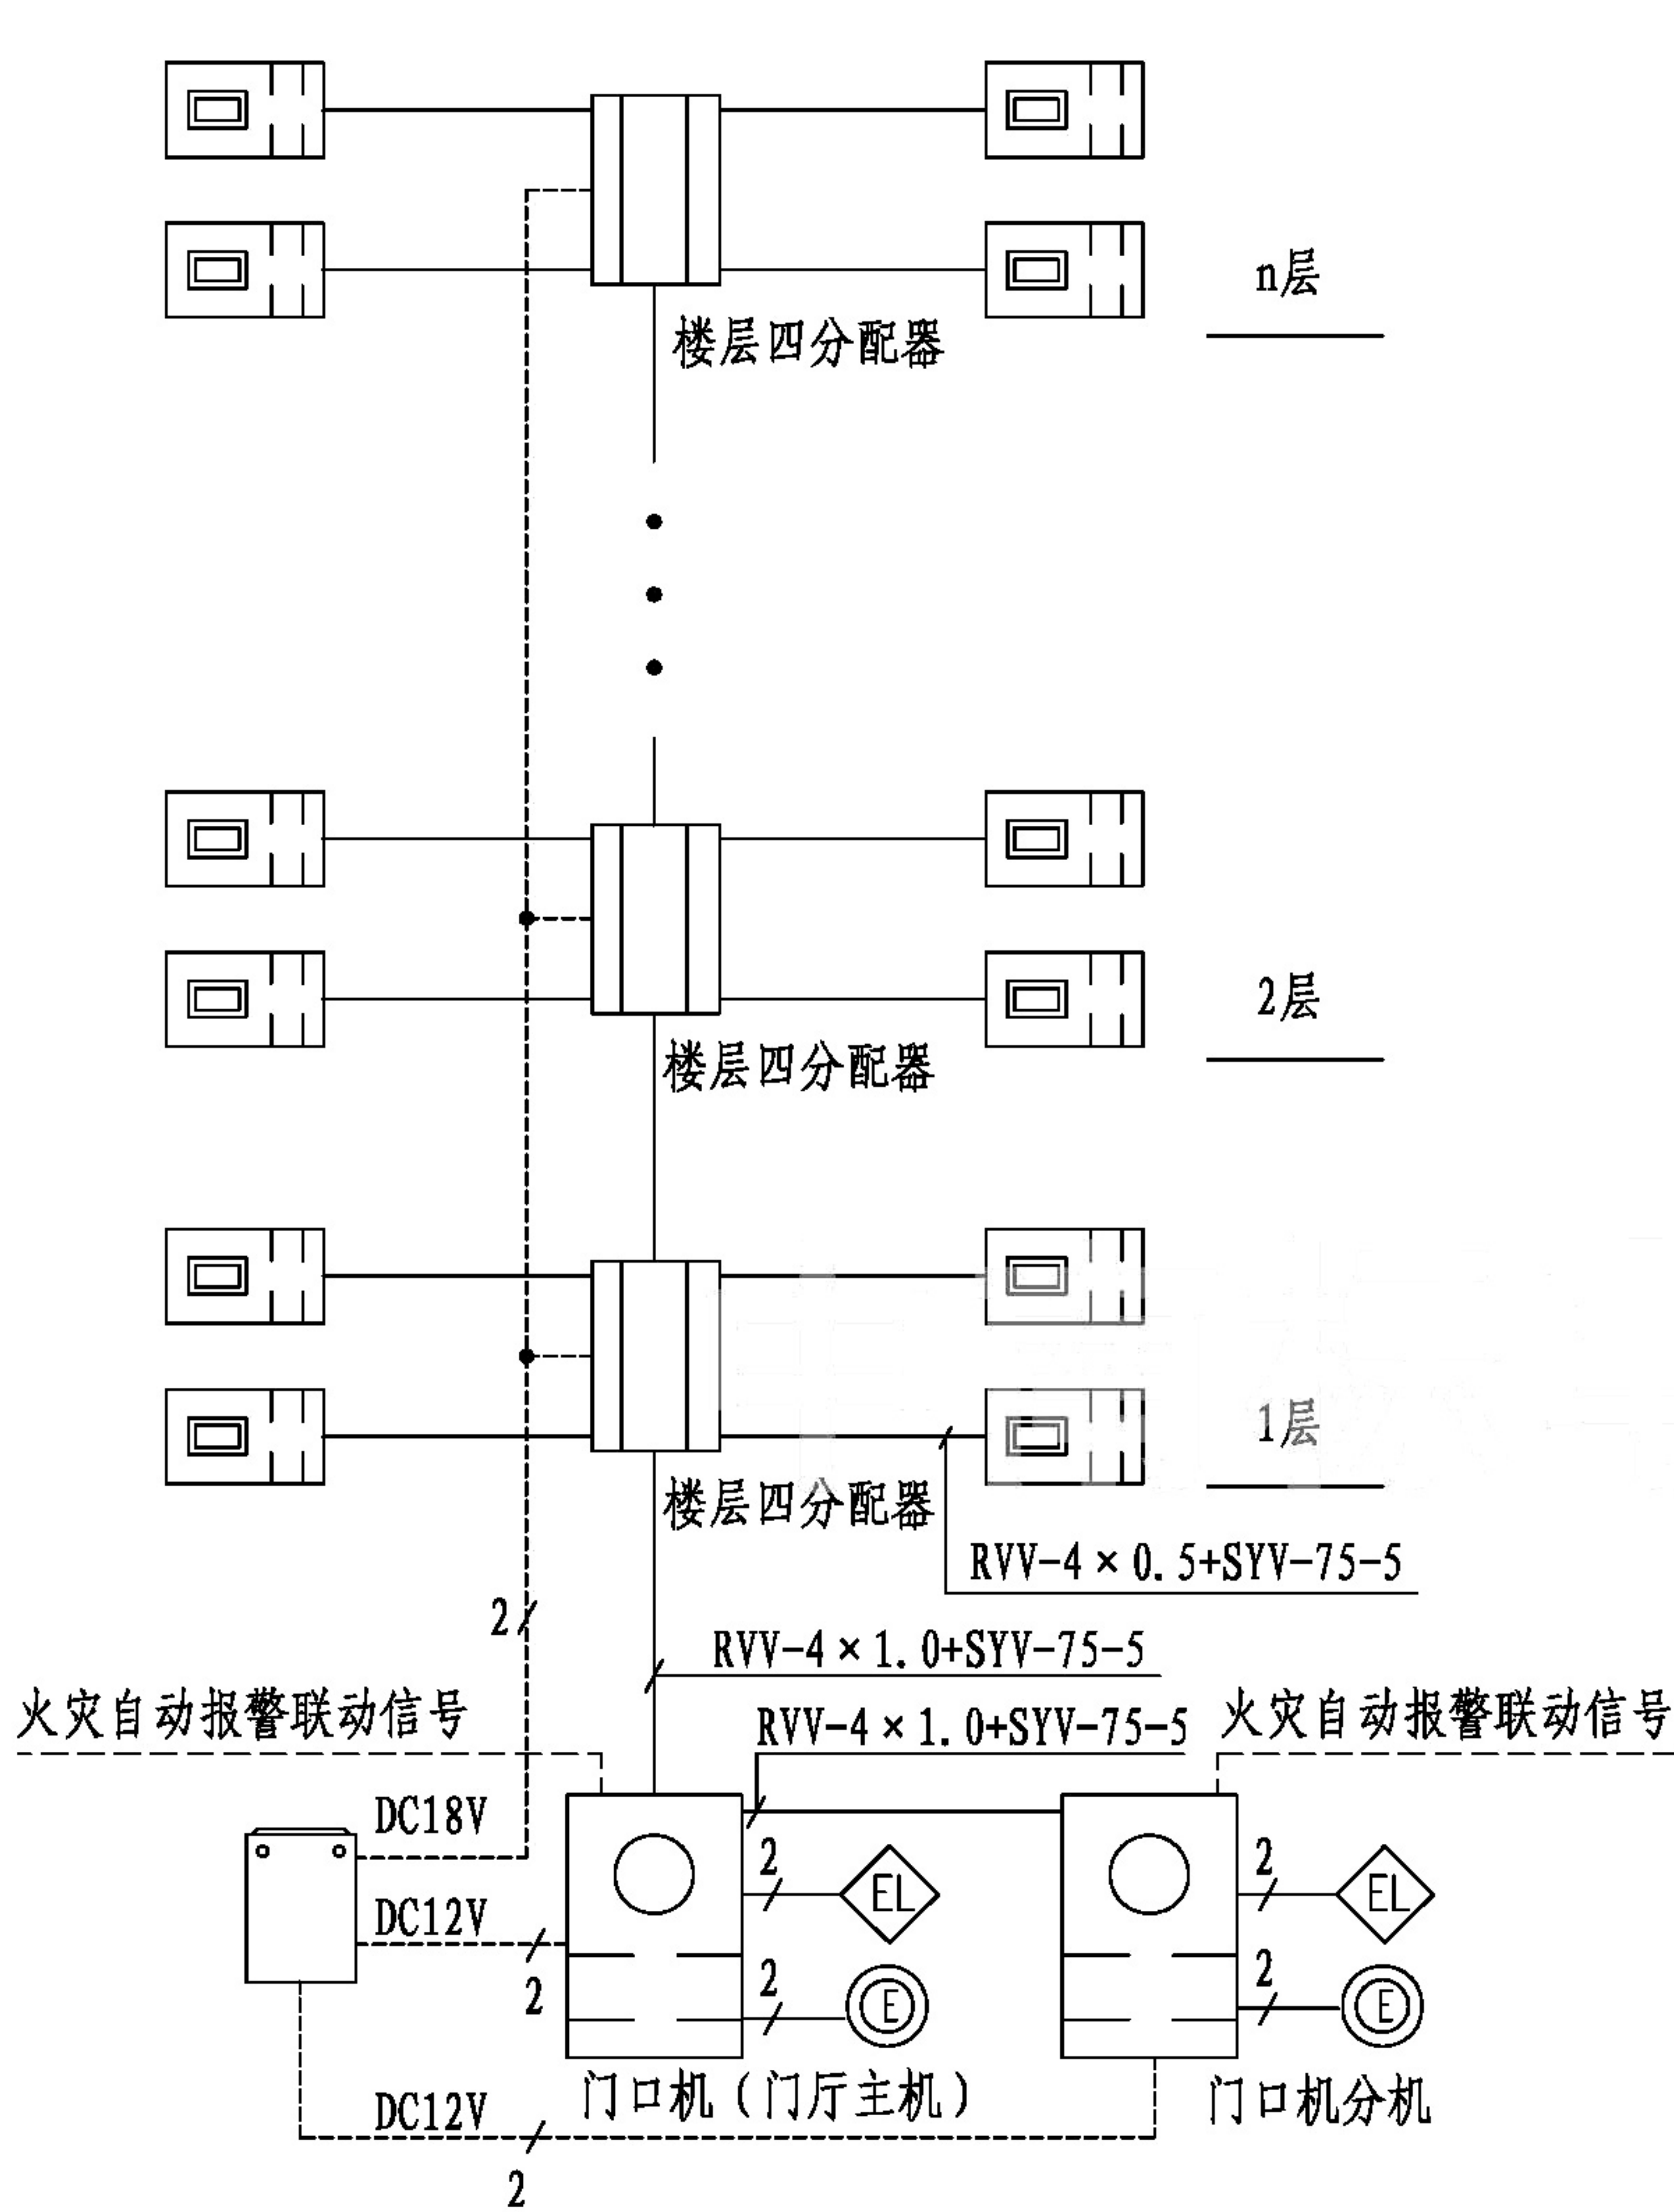 n层
楼层四分配器
2层
楼层四分配器
1层
楼层四分配器
RVV-4×0.5+SYV-75-5
2
RVV-4×1.0+SYV-75-5
火灾自动报警联动信号
RVV-4×1.0+SYV-75-5
火灾自动报警联动信号
DC18V
2
EL
2
EL
DC12V
2
2
E
2
E
门口机(门厅主机)
门口机分机
DC12V
2